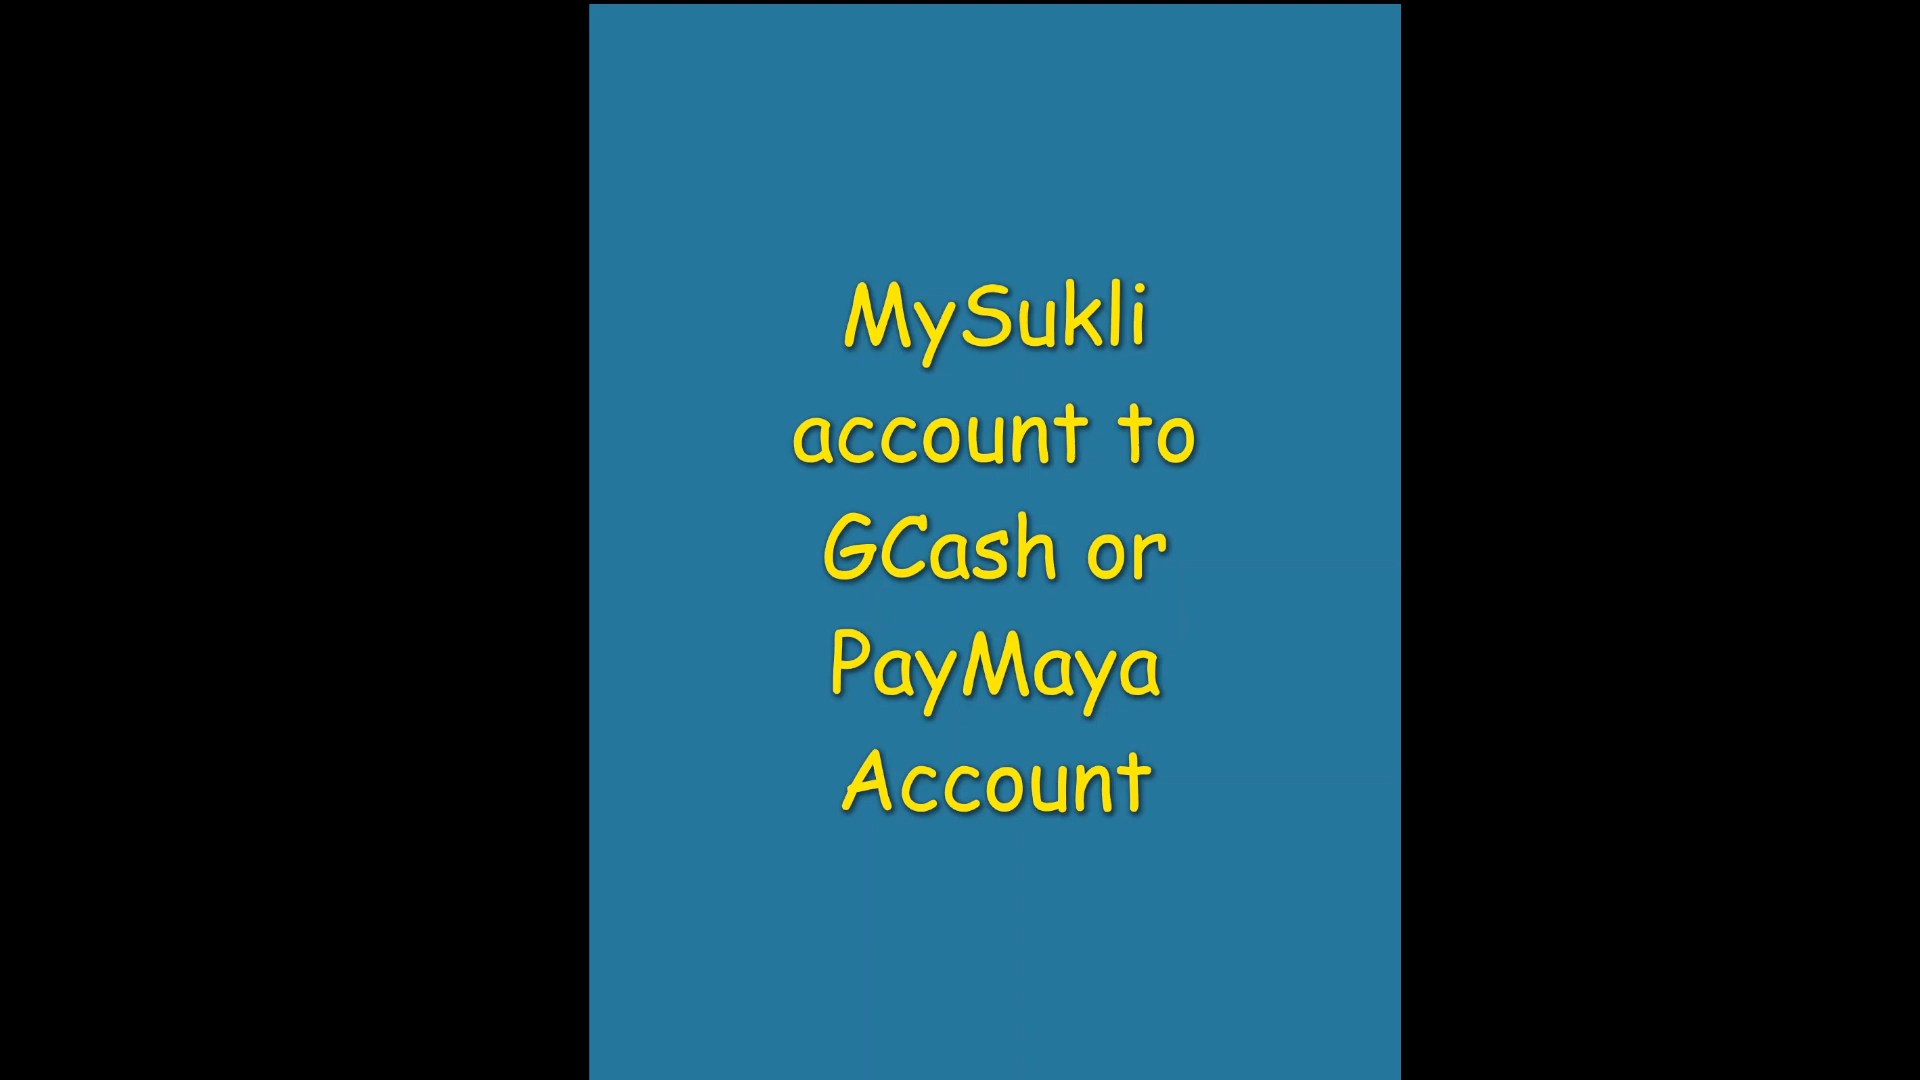 MySukli
account to
GCash or
PayMaya
Account